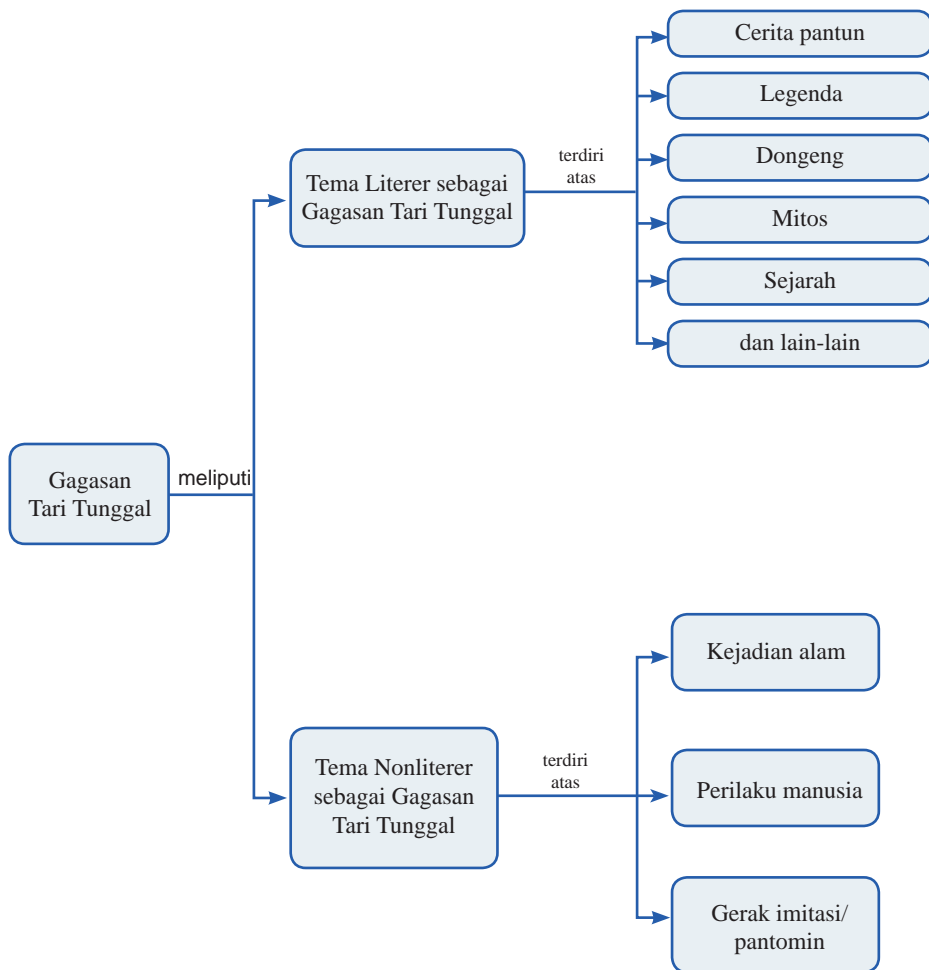 Gagasan
Tari Tunggal
meliputi
Tema Literer sebagai
Gagasan Tari Tunggal
terdiri
atas
Cerita pantun
Legenda
Dongeng
Mitos
Sejarah
dan lain-lain
Tema Nonliterer
sebagai Gagasan
Tari Tunggal
terdiri
atas
Kejadian alam
Perilaku manusia
Gerak imitasi/
pantomin